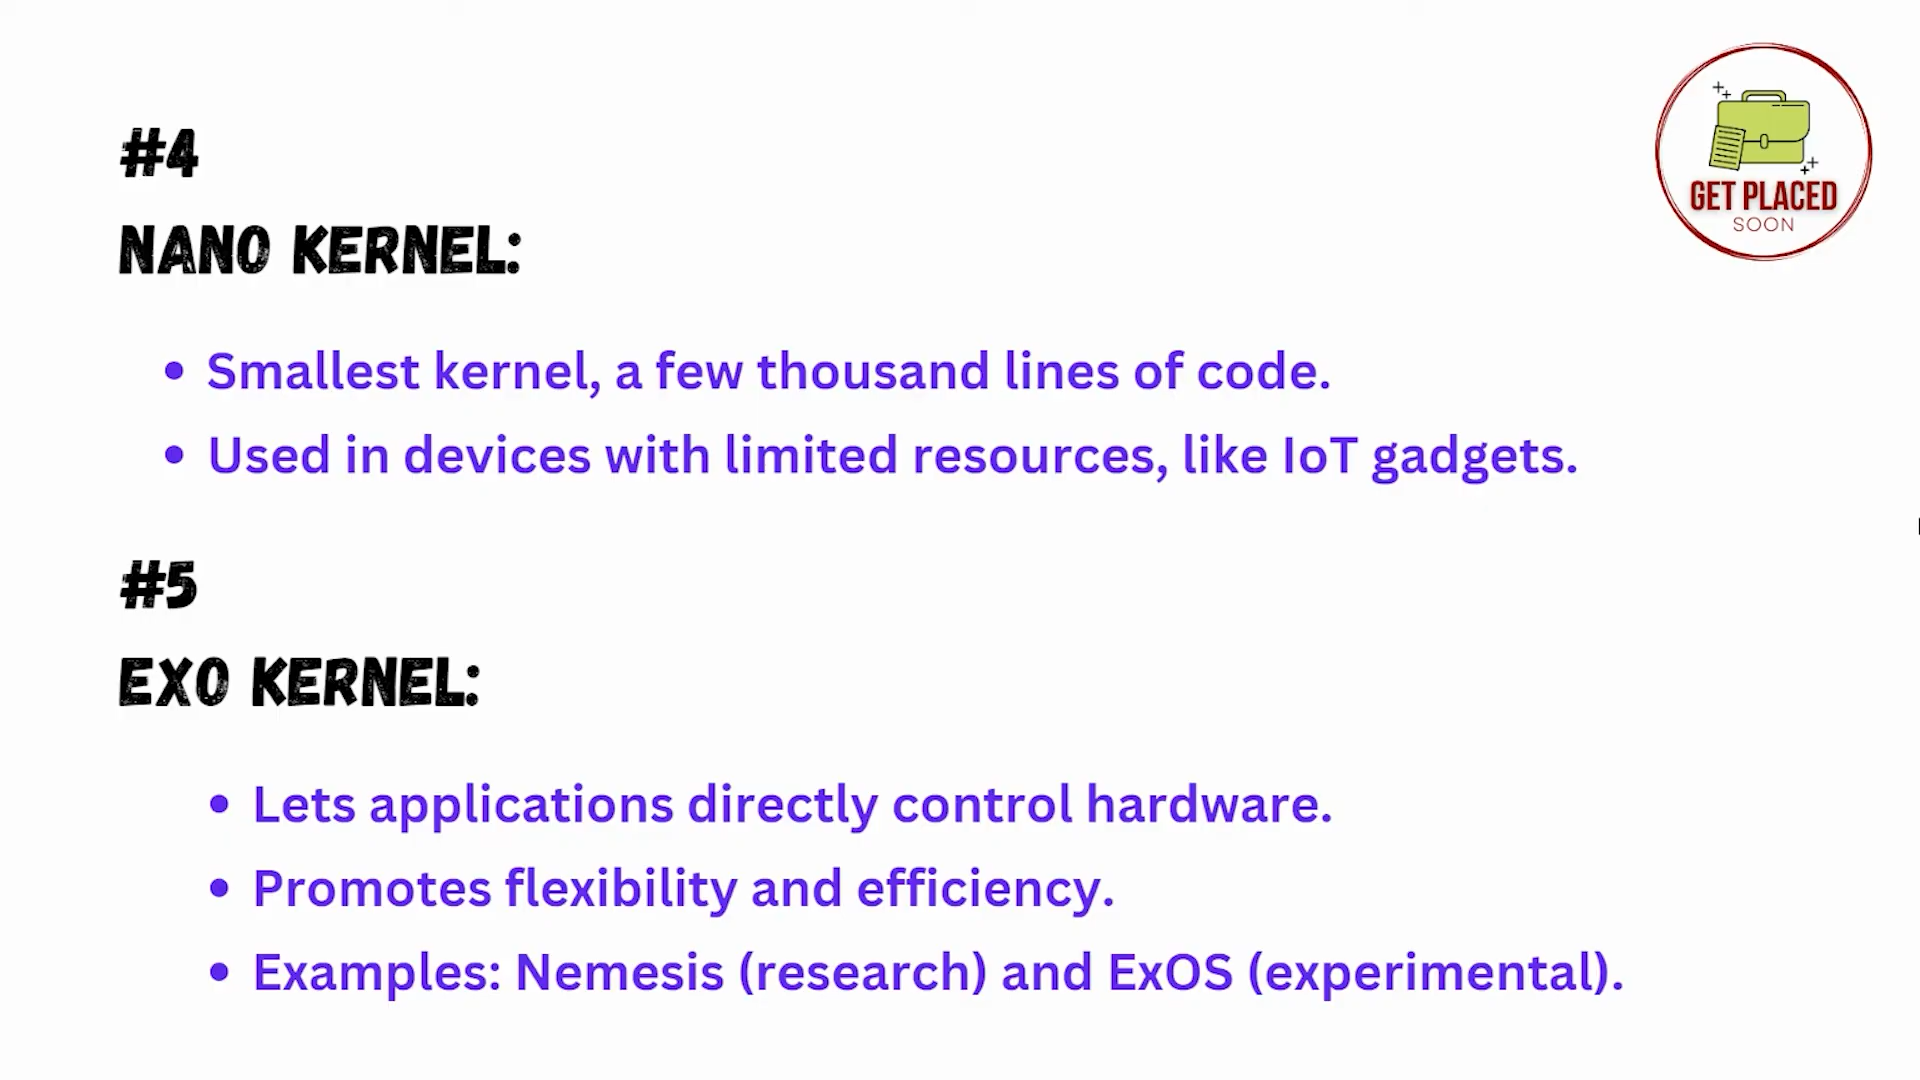 #4
NANO KERNEL:
• Smallest kernel, a few thousand lines of code.
• Used in devices with limited resources, like IoT gadgets.
#5
EXO KERNEL:
• Lets applications directly control hardware.
• Promotes flexibility and efficiency.
• Examples: Nemesis (research) and ExOS (experimental).
GET PLACED
SOON